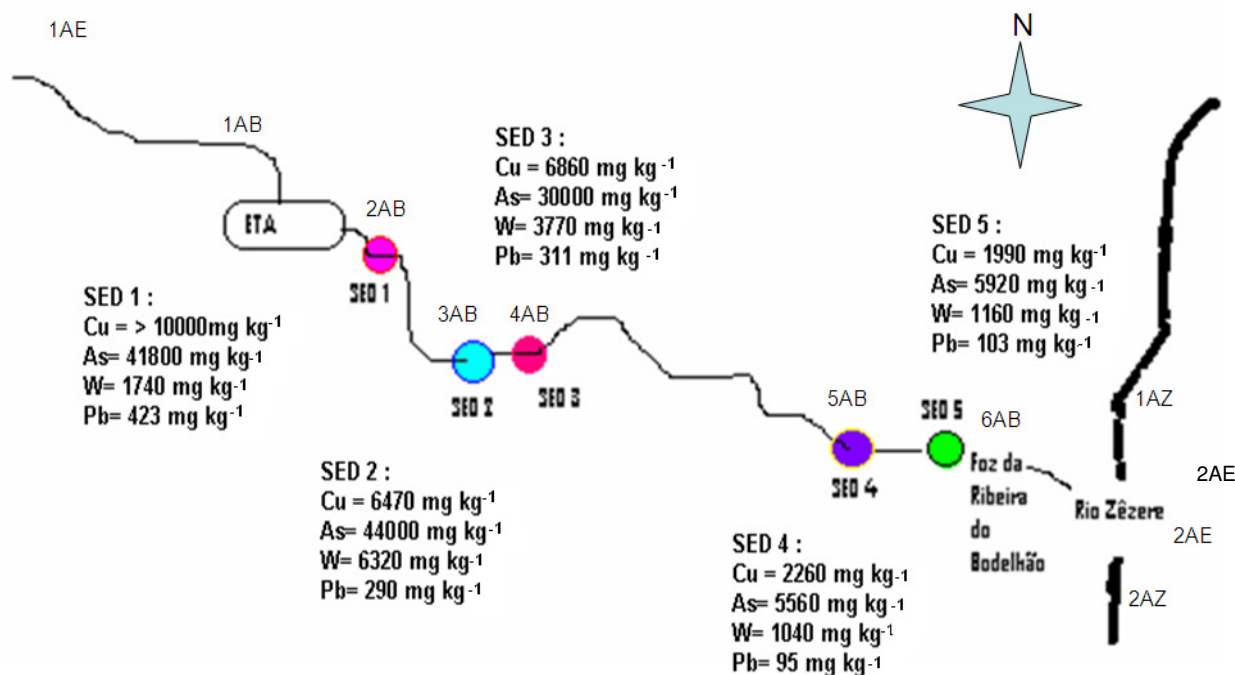 1AE
N
1AB
SED 3 :
Cu = 6860 mg kg-1
As= 30000 mg kg-1
W= 3770 mg kg-1
Pb= 311 mg kg-1
ETA
2AB
SED 1
SED 5 :
Cu = 1990 mg kg-1
As= 5920 mg kg-1
W= 1160 mg kg-1
Pb= 103 mg kg-1
SED 1 :
Cu = > 10000mg kg-1
As= 41800 mg kg-1
W= 1740 mg kg-1
Pb= 423 mg kg-1
3AB
4AB
SED 2
SED 3
1AZ
5AB
SED 5
6AB
SED 4
Foz da
Ribeira
do
Bodelhão
Rio Zêzere
2AE
2AE
2AZ
SED 2 :
Cu = 6470 mg kg-1
As= 44000 mg kg-1
W= 6320 mg kg-1
Pb= 290 mg kg-1
SED 4 :
Cu = 2260 mg kg-1
As= 5560 mg kg-1
W= 1040 mg kg-1
Pb= 95 mg kg-1